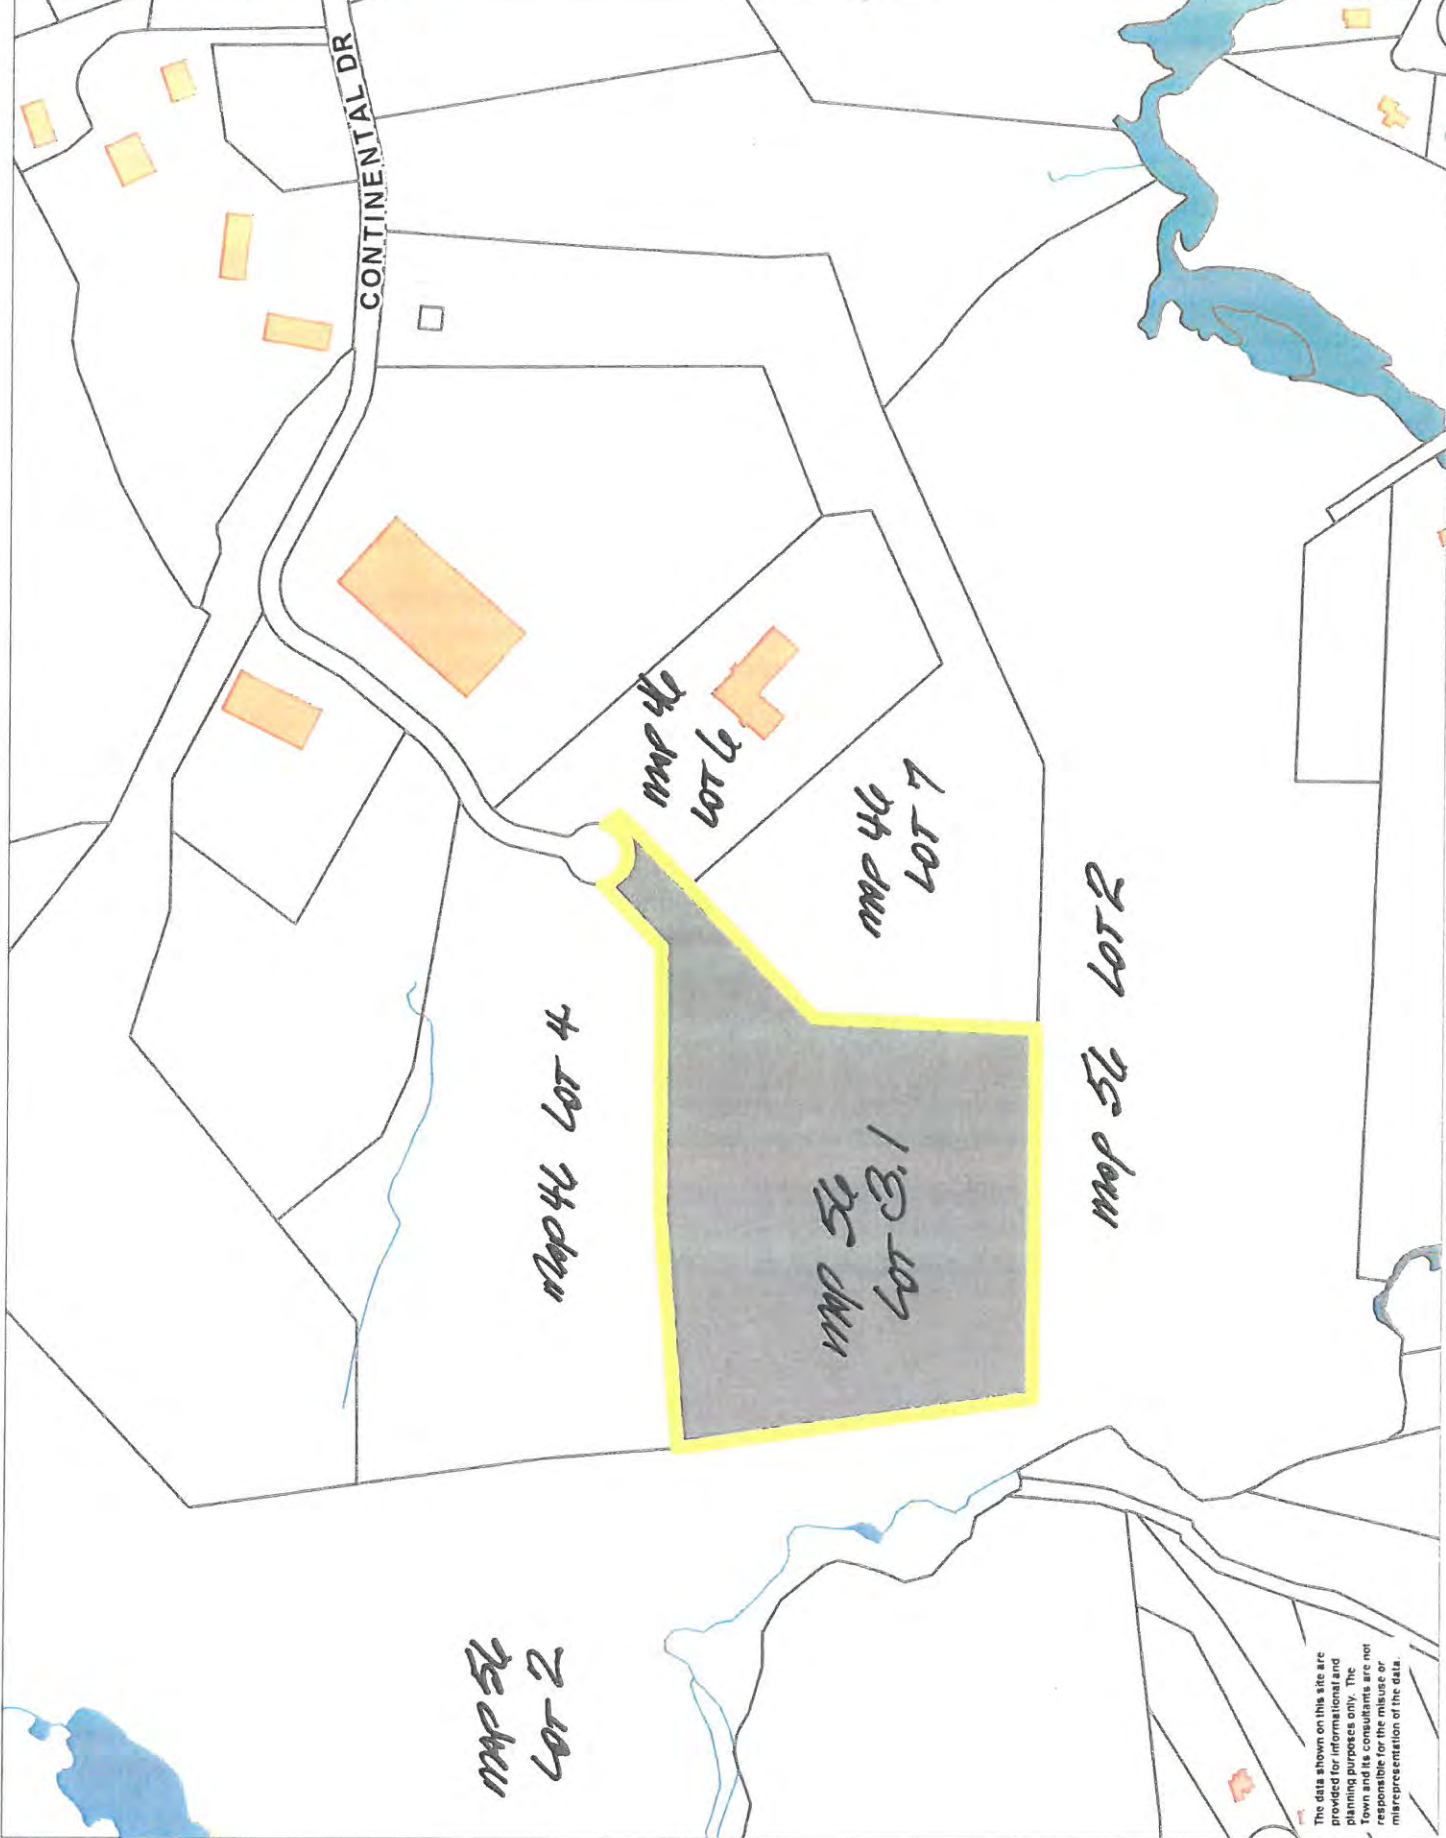 CONTINENTAL DR
MAP 46
LOT 6
MAP 46
LOT 7
Map 46 LOT 4
MAP 56
LOT 3.1
Map 56 LOT 2
MAP 56
LOT 2
The data shown on this site are
provided for informational and
planning purposes only. The
Town and its consultants are not
responsible for the misuse or
misrepresentation of the data.